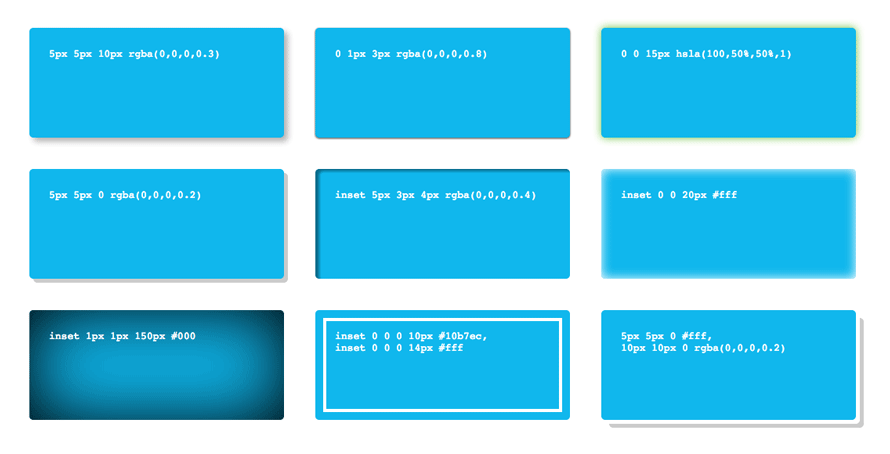 5px 5px 10px rgba(0,0,0,0.3)
0 1px 3px rgba(0,0,0,0.8)
0 0 15px hsla(100,50%,50%,1)
5px 5px 0 rgba(0,0,0,0.2)
inset 5px 3px 4px rgba(0,0,0,0.4)
inset 0 0 20px #fff
inset 1px 1px 150px #000
inset 0 0 0 10px #10b7ec,
inset 0 0 0 14px #fff
5px 5px 0 #fff,
10px 10px 0 rgba(0,0,0,0.2)